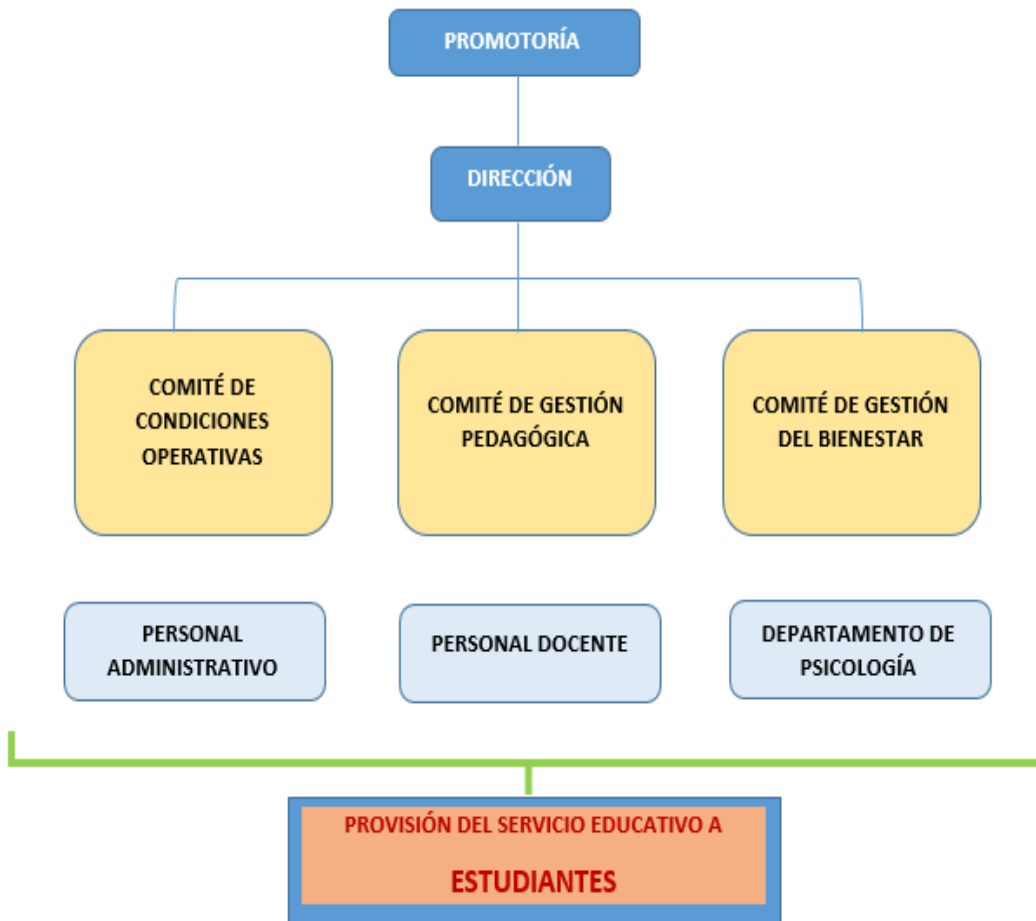 PROMOTORÍA
DIRECCIÓN
COMITÉ DE
CONDICIONES
OPERATIVAS
COMITÉ DE GESTIÓN
PEDAGÓGICA
COMITÉ DE GESTIÓN
DEL BIENESTAR
PERSONAL
ADMINISTRATIVO
PERSONAL DOCENTE
DEPARTAMENTO DE
PSICOLOGÍA
PROVISIÓN DEL SERVICIO EDUCATIVO A
ESTUDIANTES